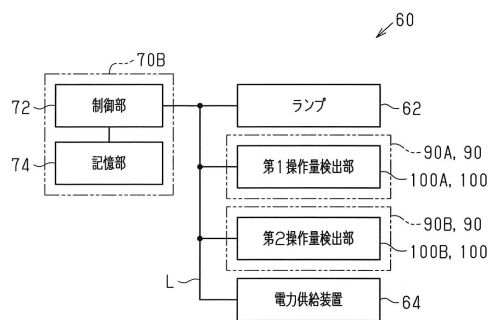 60
70B
72
制御部
ランプ
62
74
記憶部
90A, 90
第1操作量検出部
100A, 100
90B, 90
第2操作量検出部
100B, 100
L
電力供給装置
64